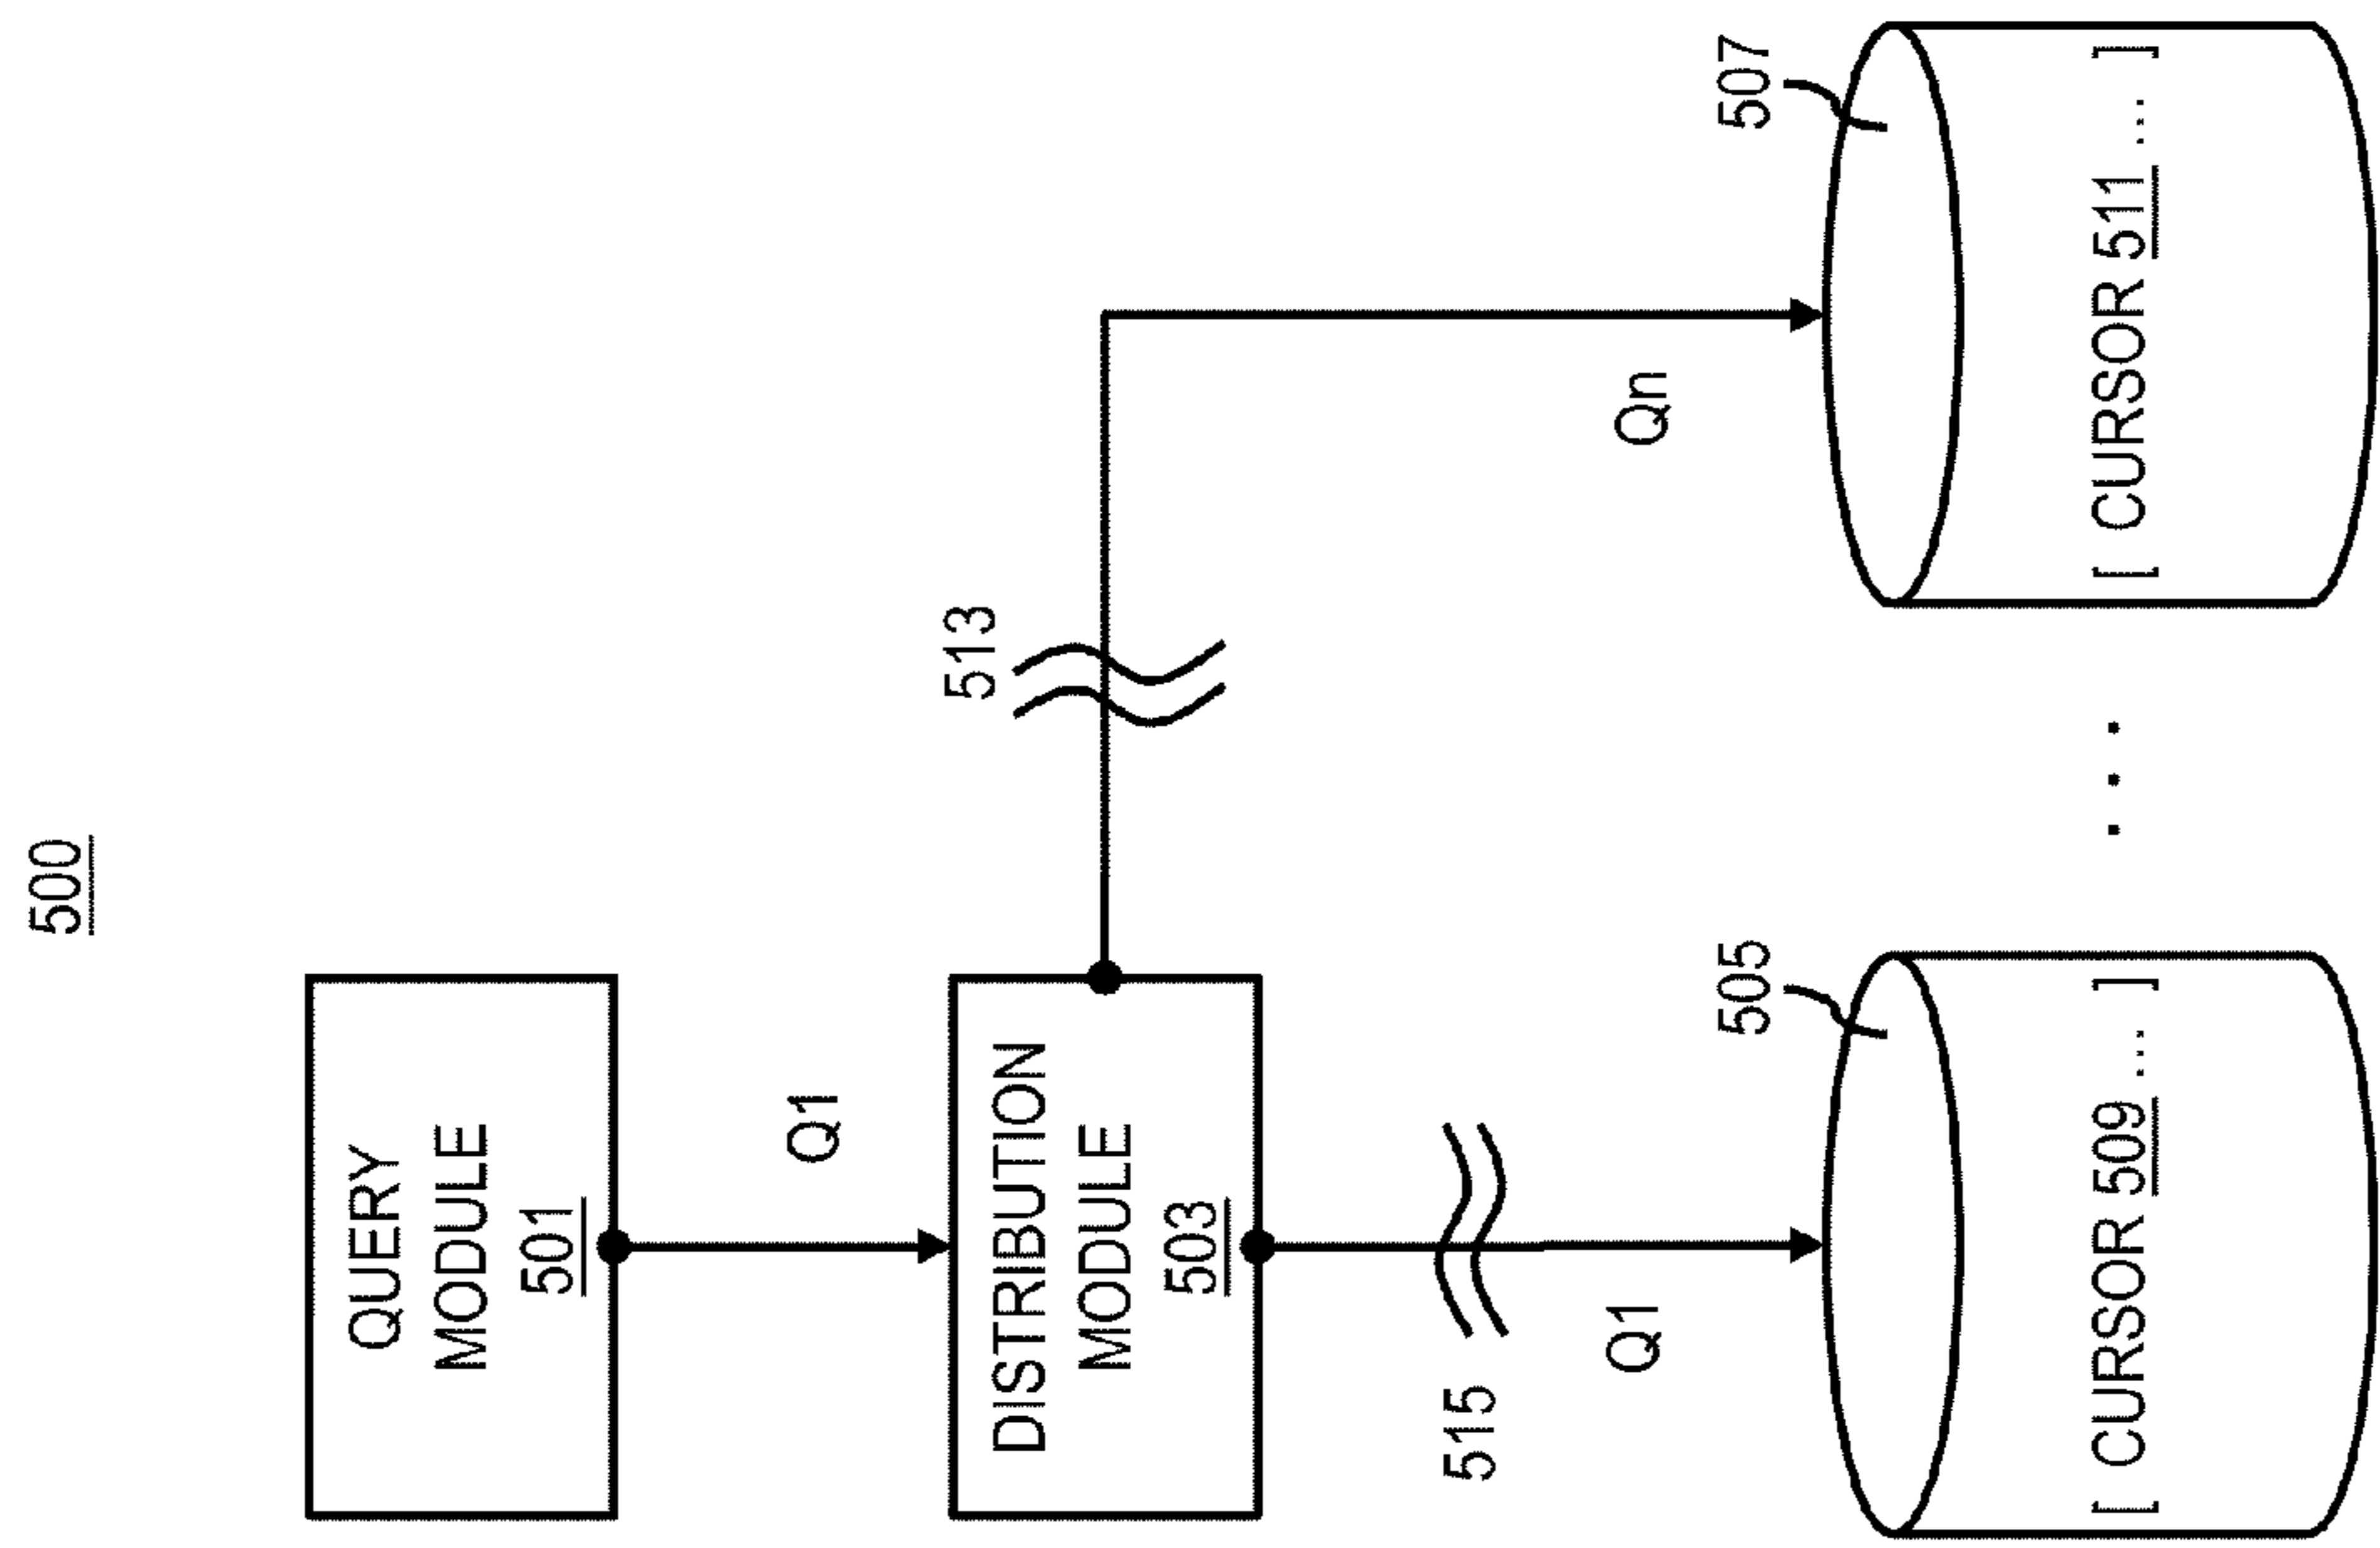 500
QUERY
MODULE
501
Q1
DISTRIBUTION
MODULE
503
513
515
Q1
Qn
505
507
[ CURSOR 509 ... ]
. . .
[ CURSOR 511 ... ]